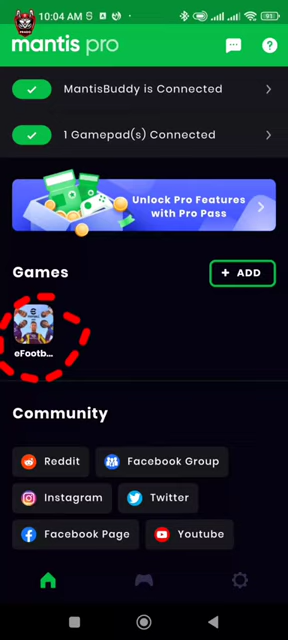 10:04 AM
mantis pro
MantisBuddy is Connected
1 Gamepad(s) Connected
Unlock Pro Features
with Pro Pass
Games
+ ADD
eFootb...
Community
Reddit
Facebook Group
Instagram
Twitter
Facebook Page
Youtube